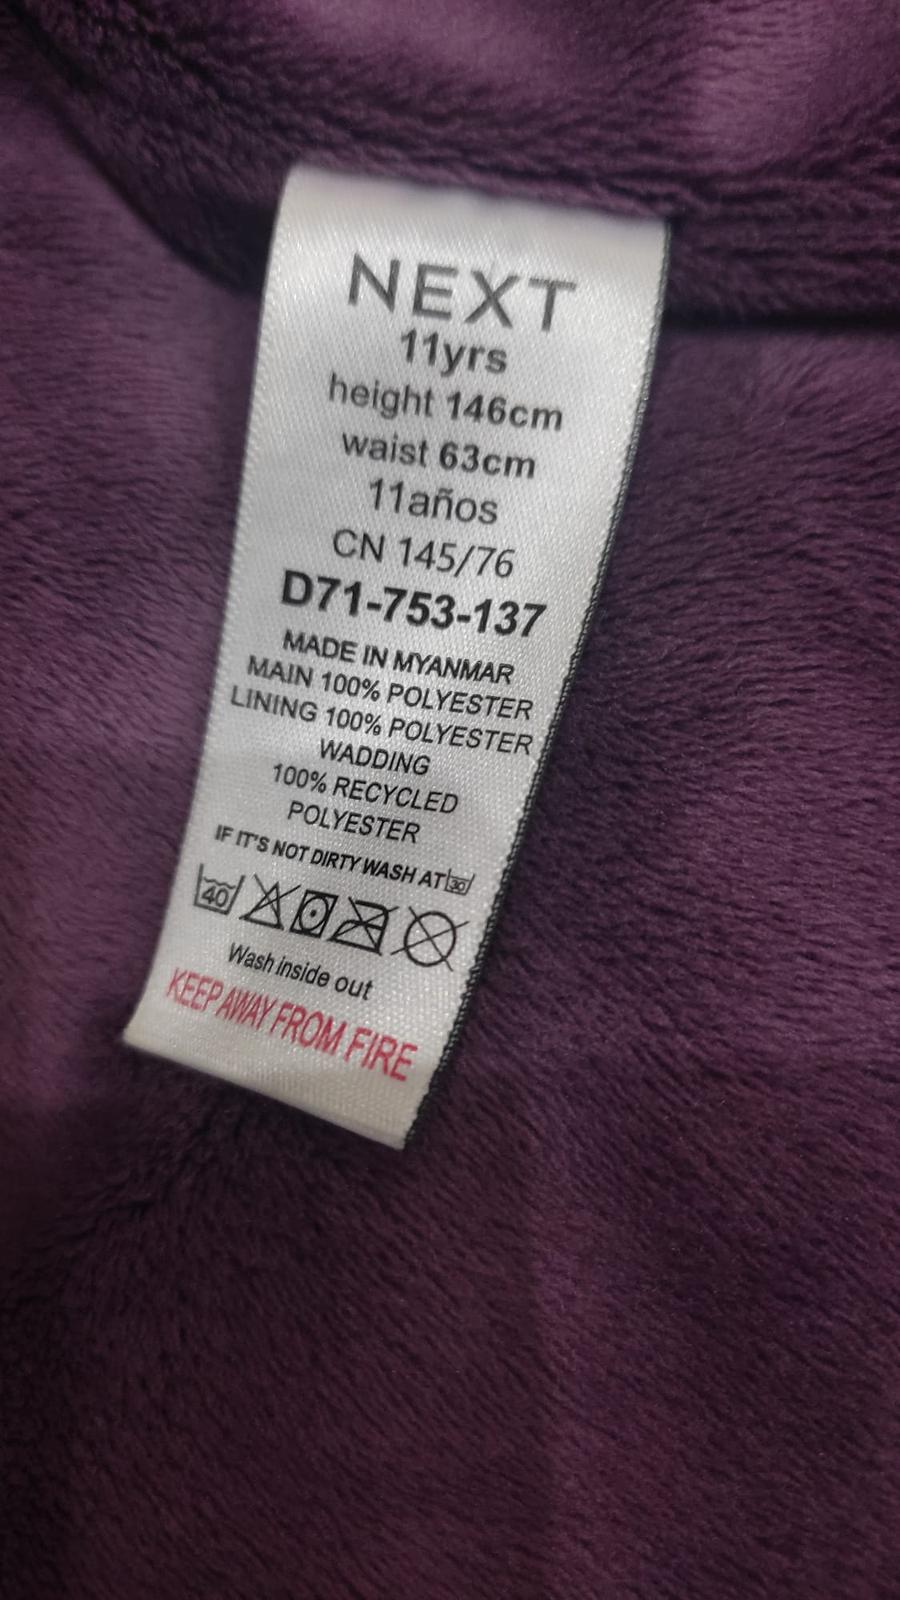 NEXT
11yrs
height 146cm
waist 63cm
11años
CN 145/76
D71-753-137
MADE IN MYANMAR
MAIN 100% POLYESTER
LINING 100% POLYESTER
WADDING
100% RECYCLED
POLYESTER
IF IT'S NOT DIRTY WASH AT 30
40
Wash inside out
KEEP AWAY FROM FIRE